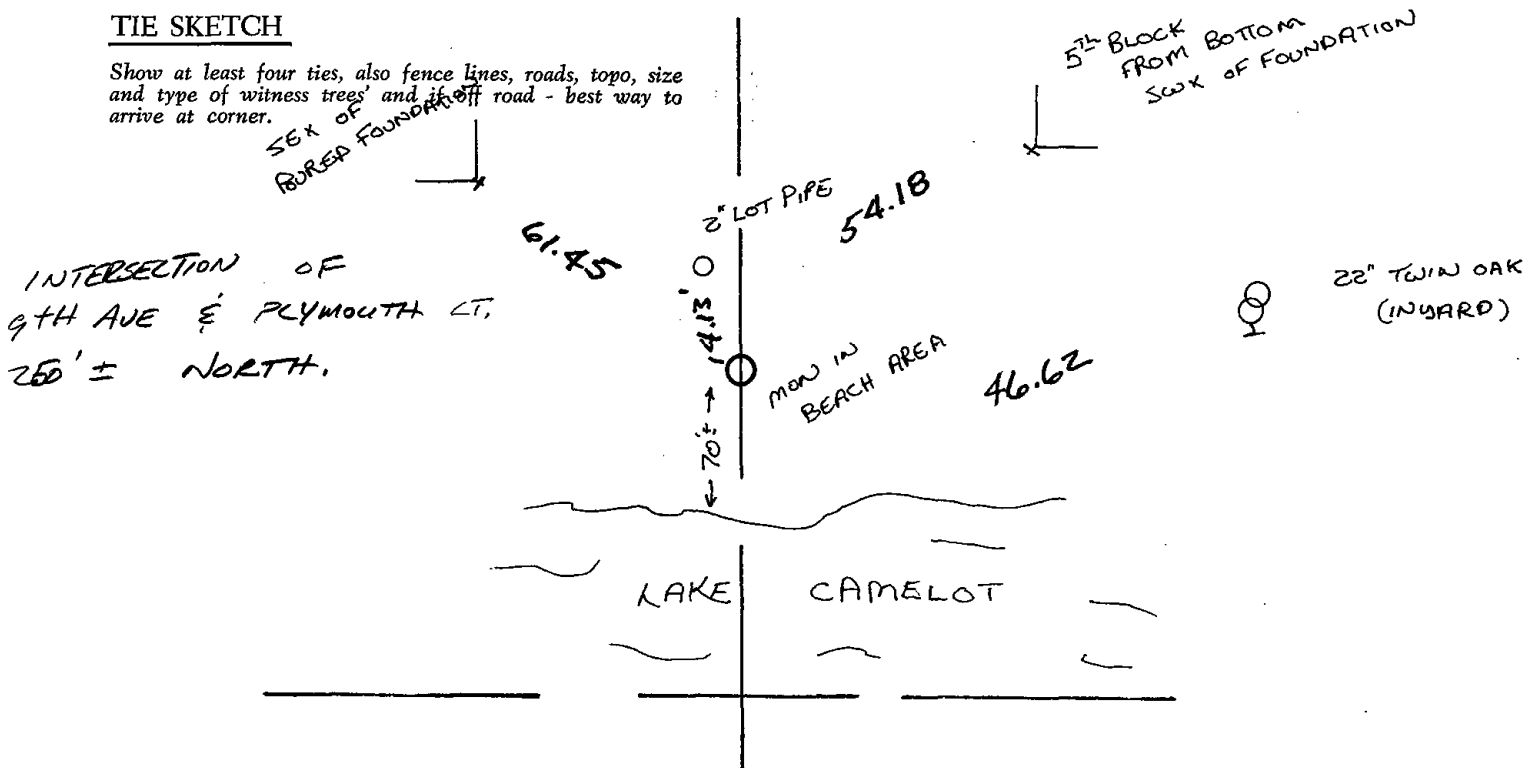 TIE SKETCH
Show at least four ties, also fence lines, roads, topo, size
and type of witness trees' and if off road - best way to
arrive at corner.
SEX OF
POURED FOUNDATION
5TH BLOCK
FROM BOTTOM
SWX OF FOUNDATION
2" LOT PIPE
61.45
54.18
INTERSECTION OF
9TH AVE & PLYMOUTH CT.
250'± NORTH.
14.13'
22" TWIN OAK
(IN YARD)
MON IN
BEACH AREA
46.62
70'±
LAKE CAMELOT